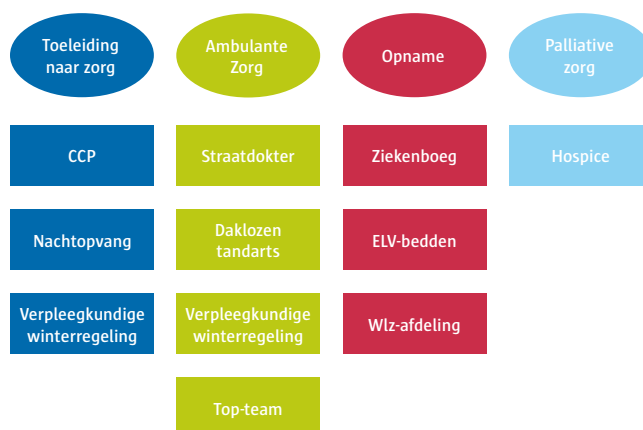 Toeleiding
naar zorg
Ambulante
Zorg
Opname
Palliative
zorg
CCP
Straatdokter
Ziekenboeg
Hospice
Nachtopvang
Daklozen
tandarts
ELV-bedden
Verpleegkundige
winterregeling
Verpleegkundige
winterregeling
Wlz-afdeling
Top-team